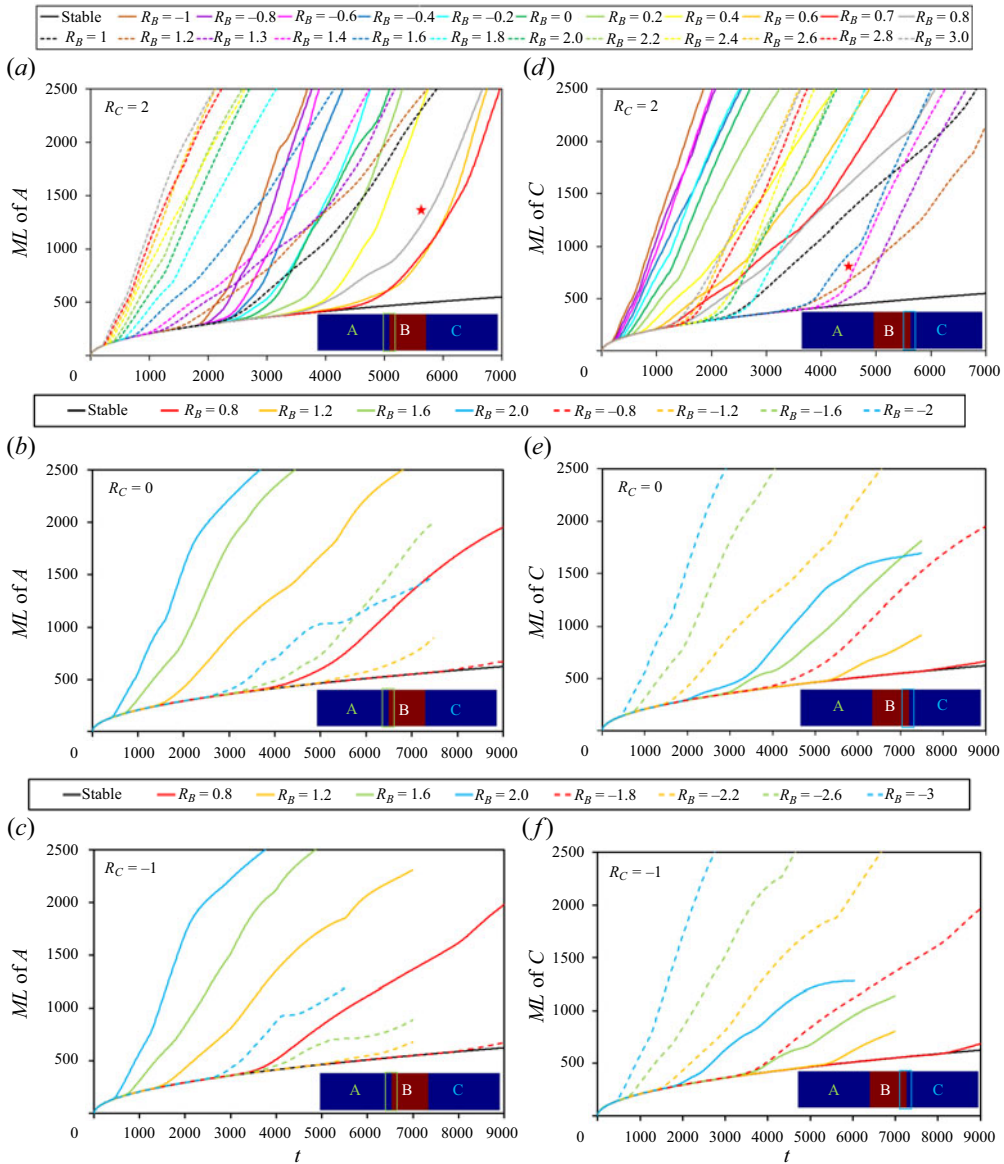 Stable R_B = −1 R_B = −0.8 R_B = −0.6 R_B = −0.4 R_B = −0.2 R_B = 0 R_B = 0.2 R_B = 0.4 R_B = 0.6 R_B = 0.7 R_B = 0.8
R_B = 1 R_B = 1.2 R_B = 1.3 R_B = 1.4 R_B = 1.6 R_B = 1.8 R_B = 2.0 R_B = 2.2 R_B = 2.4 R_B = 2.6 R_B = 2.8 R_B = 3.0
(a)
2500
2000
1500
1000
500
0
ML of A
R_C = 2
A B C
0 1000 2000 3000 4000 5000 6000 7000
(d)
2500
2000
1500
1000
500
0
ML of C
R_C = 2
A B C
0 1000 2000 3000 4000 5000 6000 7000
Stable R_B = 0.8 R_B = 1.2 R_B = 1.6 R_B = 2.0 R_B = −0.8 R_B = −1.2 R_B = −1.6 R_B = −2
(b)
2500
2000
1500
1000
500
0
ML of A
R_C = 0
A B C
0 1000 2000 3000 4000 5000 6000 7000 8000 9000
(e)
2500
2000
1500
1000
500
0
ML of C
R_C = 0
A B C
0 1000 2000 3000 4000 5000 6000 7000 8000 9000
Stable R_B = 0.8 R_B = 1.2 R_B = 1.6 R_B = 2.0 R_B = −1.8 R_B = −2.2 R_B = −2.6 R_B = −3
(c)
2500
2000
1500
1000
500
0
ML of A
R_C = −1
A B C
0 1000 2000 3000 4000 5000 6000 7000 8000 9000
t
(f)
2500
2000
1500
1000
500
0
ML of C
R_C = −1
A B C
0 1000 2000 3000 4000 5000 6000 7000 8000 9000
t